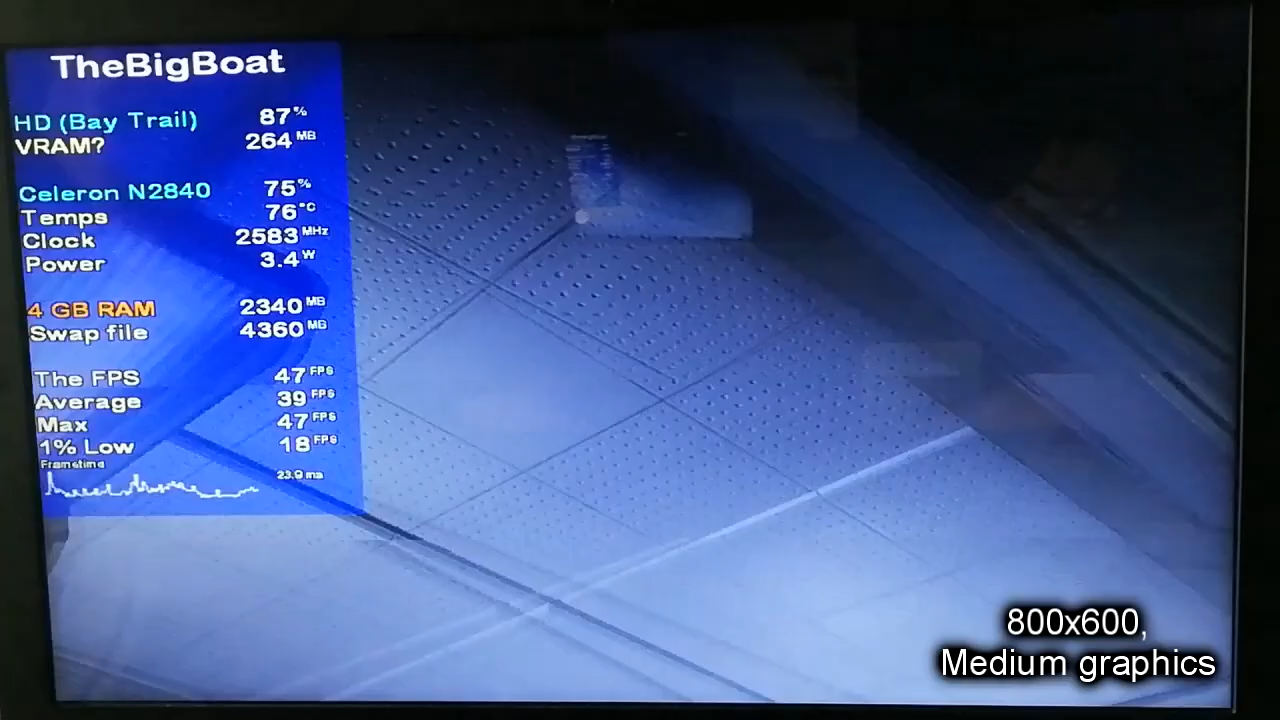 TheBigBoat
HD (Bay Trail) 87%
VRAM? 264 MB
Celeron N2840 75%
Temps 76°C
Clock 2583 MHz
Power 3.4 W
4 GB RAM 2340 MB
Swap file 4360 MB
The FPS 47 FPS
Average 39 FPS
Max 47 FPS
1% Low 18 FPS
Frametime 23.9 ms
800x600,
Medium graphics